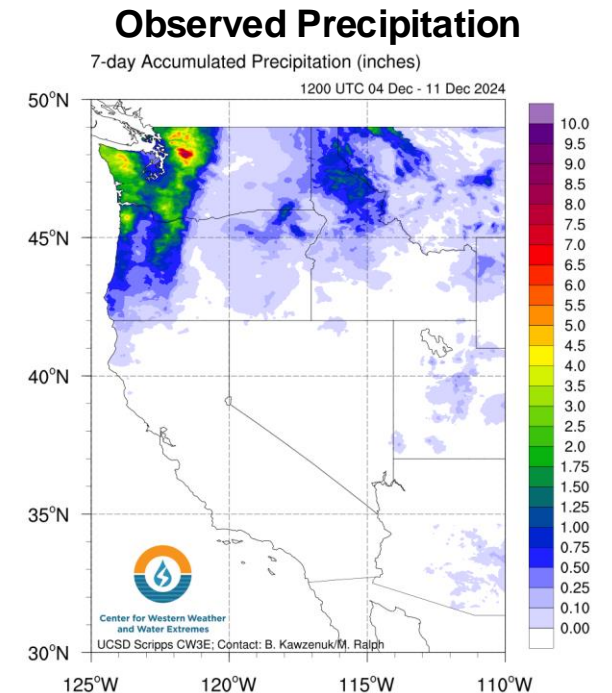 Observed Precipitation
7-day Accumulated Precipitation (inches)
1200 UTC 04 Dec - 11 Dec 2024
50°N
45°N
40°N
35°N
30°N
125°W
120°W
115°W
110°W
10.0
9.5
9.0
8.5
8.0
7.5
7.0
6.5
6.0
5.5
5.0
4.5
4.0
3.5
3.0
2.5
2.0
1.75
1.50
1.25
1.00
0.75
0.50
0.25
0.10
0.00
Center for Western Weather
and Water Extremes
UCSD Scripps CW3E; Contact: B. Kawzenuk/M. Ralph